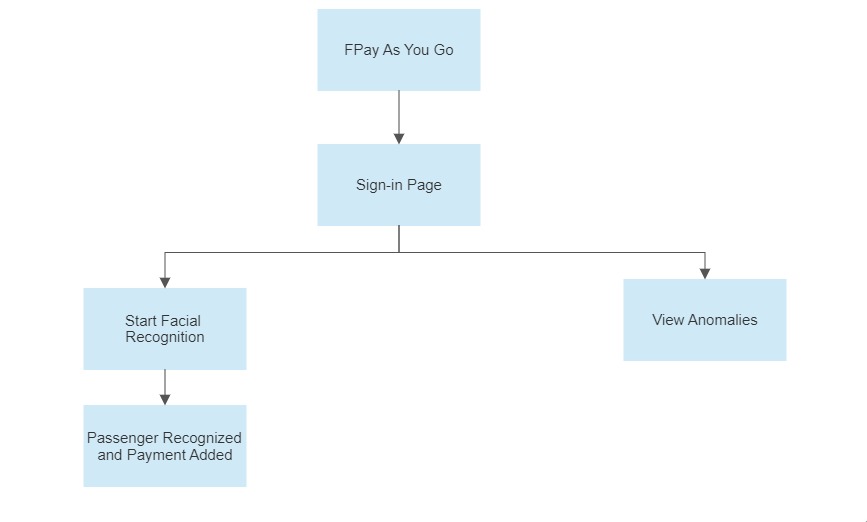 FPay As You Go
Sign-in Page
Start Facial
Recognition
View Anomalies
Passenger Recognized
and Payment Added